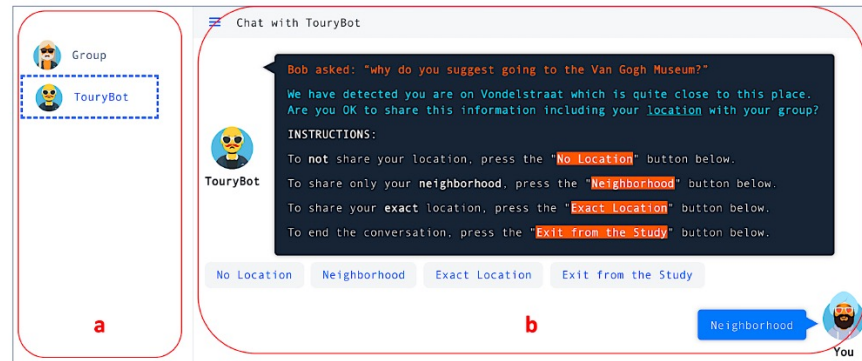 Chat with TouryBot
Group
TouryBot
Bob asked: "why do you suggest going to the Van Gogh Museum?"
We have detected you are on Vondelstraat which is quite close to this place.
Are you OK to share this information including your location with your group?
INSTRUCTIONS:
To not share your location, press the "No Location" button below.
To share only your neighborhood, press the "Neighborhood" button below.
To share your exact location, press the "Exact Location" button below.
To end the conversation, press the "Exit from the Study" button below.
TouryBot
No Location Neighborhood Exact Location Exit from the Study
a
b
Neighborhood
You